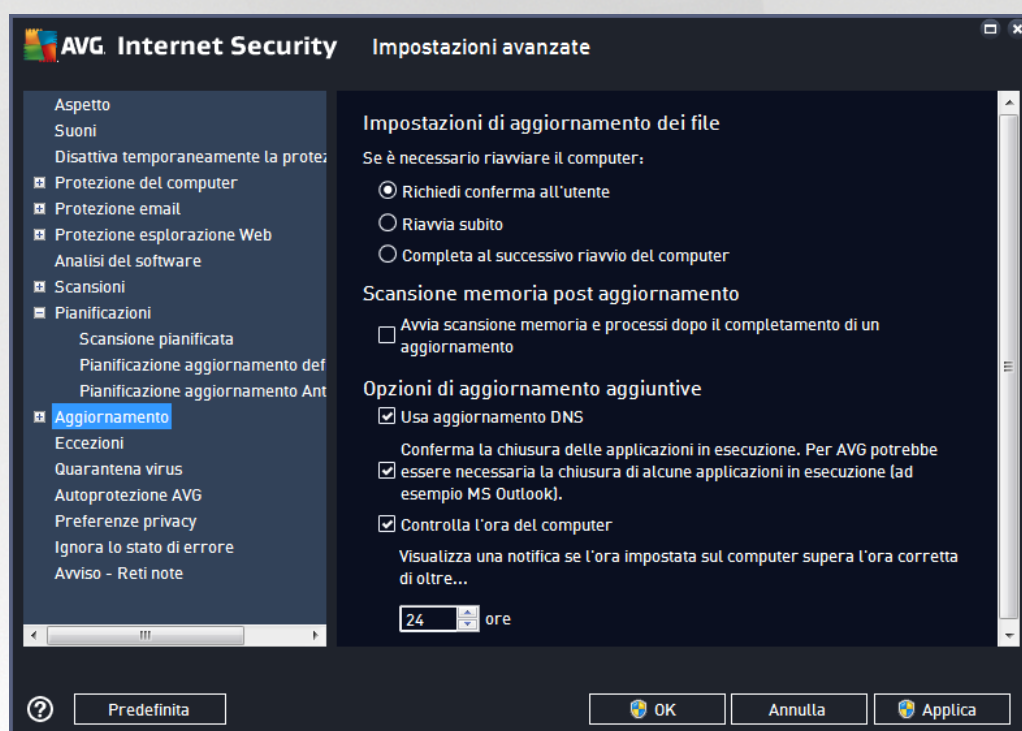 AVG. Internet Security
Impostazioni avanzate
Aspetto
Suoni
Disattiva temporaneamente la
Protezione del computer
Protezione email
Protezione esplorazione Web
Analisi del software
Scansioni
Pianificazioni
Scansione pianificata
Pianificazione aggiornamento def
Pianificazione aggiornamento Ant
Aggiornamento
Eccezioni
Quarantena virus
Autoprotezione AVG
Preferenze privacy
Ignora lo stato di errore
Avviso - Reti note
Impostazioni di aggiornamento dei file
Se è necessario riavviare il computer:
Richiedi conferma all'utente
Riavvia subito
Completa al successivo riavvio del computer
Scansione memoria post aggiornamento
Avvia scansione memoria e processi dopo il completamento di un
aggiornamento
Opzioni di aggiornamento aggiuntive
Usa aggiornamento DNS
Conferma la chiusura delle applicazioni in esecuzione. Per AVG potrebbe
essere necessaria la chiusura di alcune applicazioni in esecuzione (ad
esempio MS Outlook).
Controlla l'ora del computer
Visualizza una notifica se l'ora impostata sul computer supera l'ora corretta
di oltre...
24 ore
? Predefinita
OK
Annulla
Applica